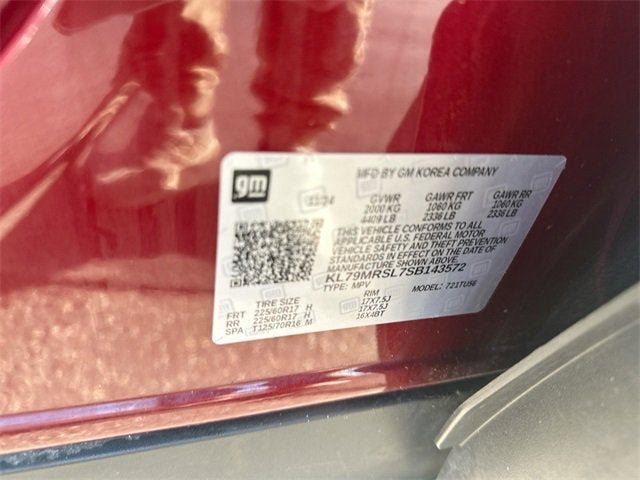 gm
MFD BY GM KOREA COMPANY
12/24 GVWR GAWR FRT GAWR RR
2000 KG 1060 KG 1060 KG
4409 LB 2336 LB 2336 LB
THIS VEHICLE CONFORMS TO ALL
APPLICABLE U.S. FEDERAL MOTOR
VEHICLE SAFETY AND THEFT PREVENTION
STANDARDS IN EFFECT ON THE DATE OF
MANUFACTURE SHOWN ABOVE.
KL79MRSL7SB143572
TYPE: MPV MODEL: 721TUS6
TIRE SIZE RIM
FRT 225/60R17 H 17X7.5J
RR 225/60R17 H 17X7.5J
SPA T125/70R16 M 16X4BT